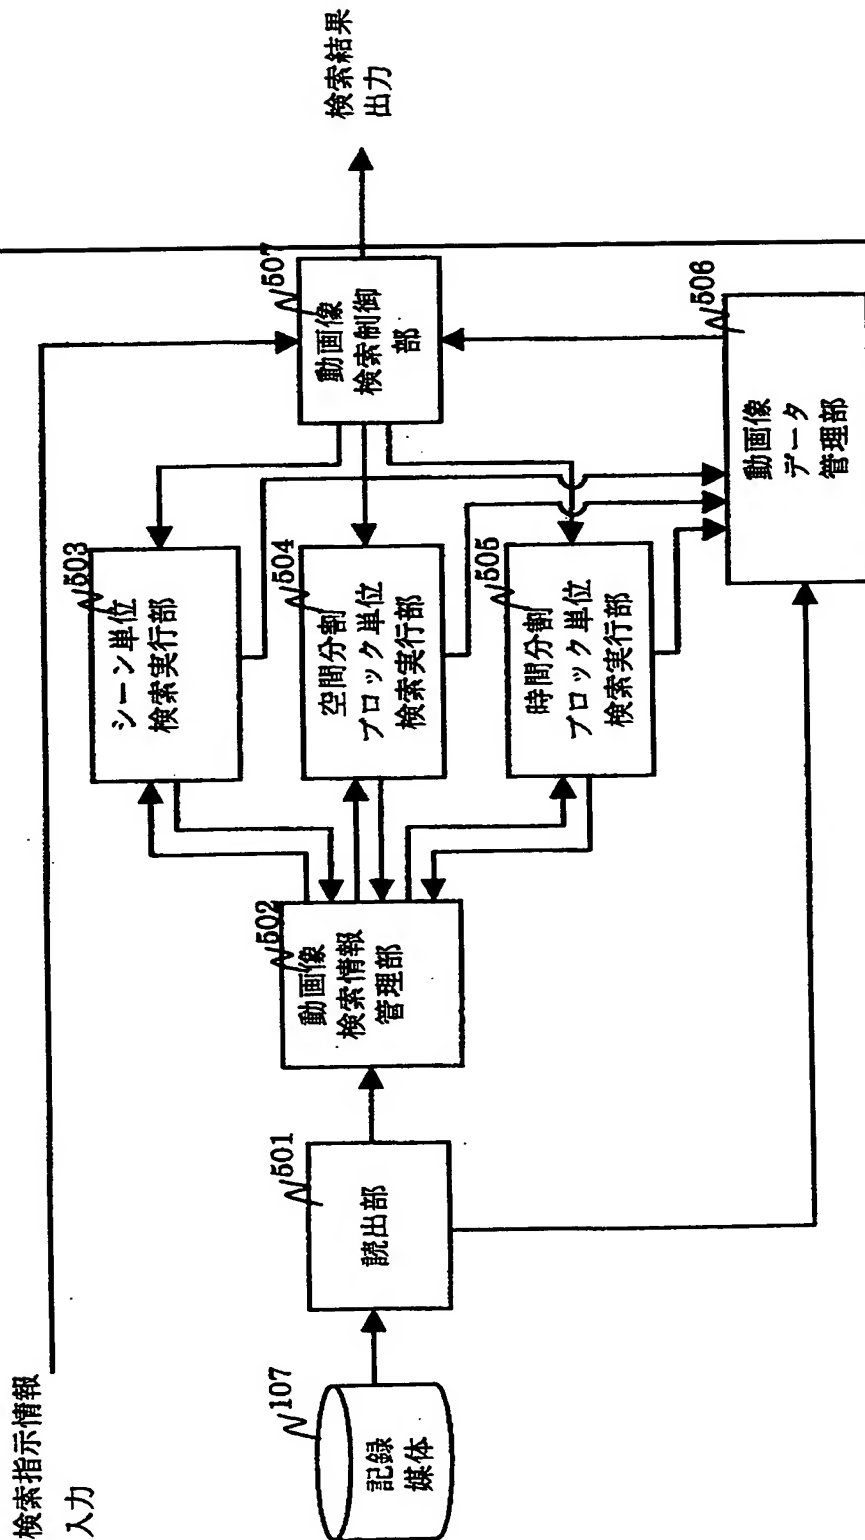 検索指示情報
入力
107
記録
媒体
501
読出部
502
動画像
検索情報
管理部
503
シーン単位
検索実行部
504
空間分割
ブロック単位
検索実行部
505
時間分割
ブロック単位
検索実行部
507
動画像
検索制御
部
506
動画像
データ
管理部
検索結果
出力